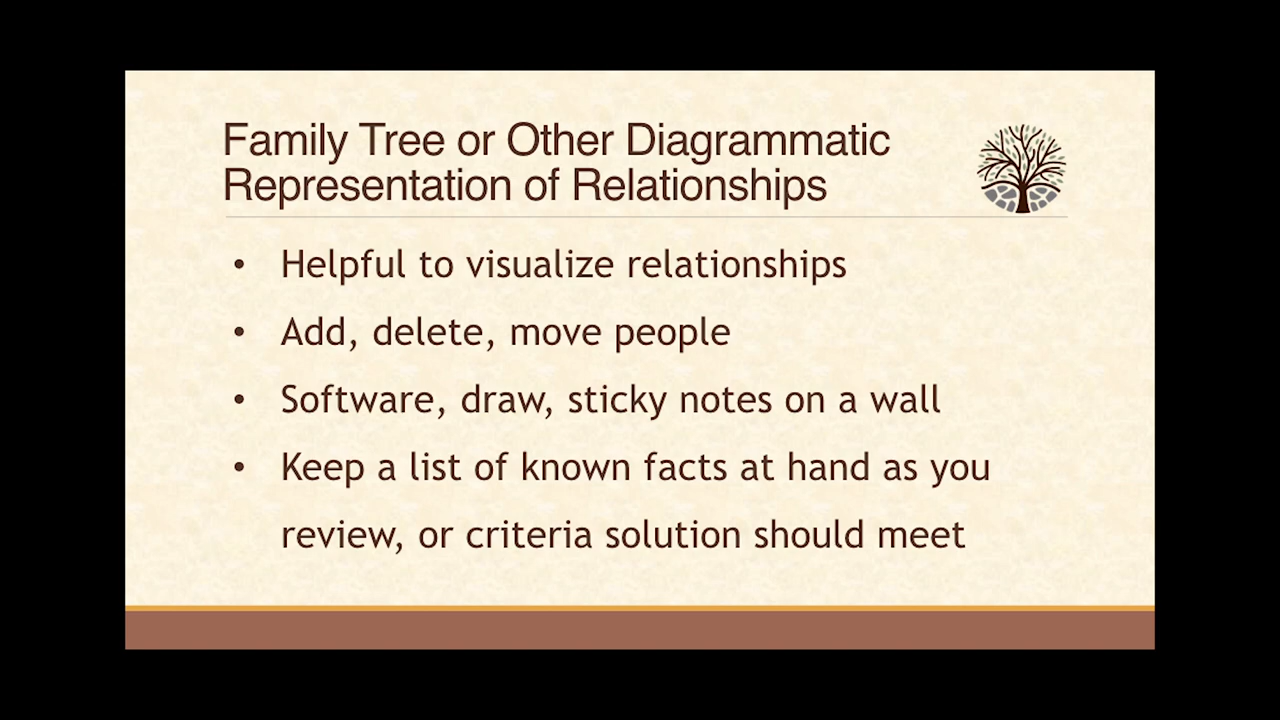 Family Tree or Other Diagrammatic
Representation of Relationships
• Helpful to visualize relationships
• Add, delete, move people
• Software, draw, sticky notes on a wall
• Keep a list of known facts at hand as you
review, or criteria solution should meet